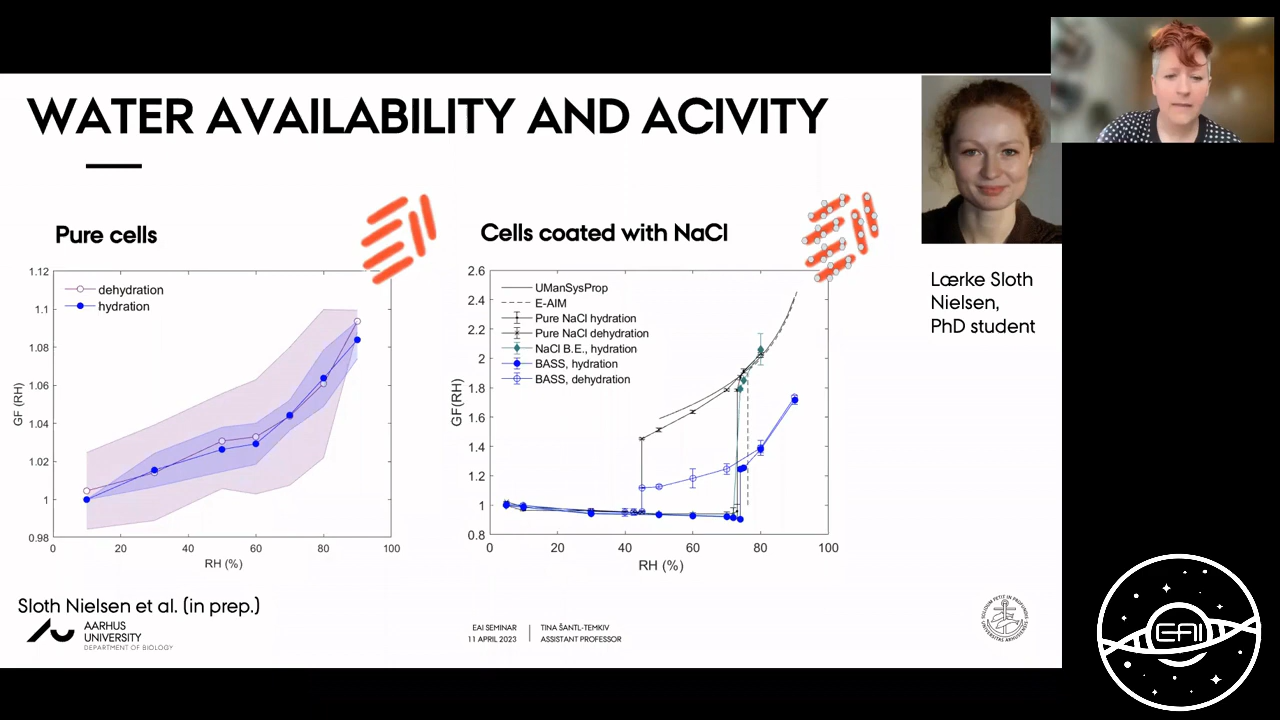 WATER AVAILABILITY AND ACIVITY
Pure cells
Cells coated with NaCl
Lærke Sloth
Nielsen,
PhD student
1.12
1.1
1.08
1.06
1.04
1.02
1
0.98
GF (RH)
dehydration
hydration
0
20
40
60
80
100
RH (%)
2.6
2.4
2.2
2
1.8
1.6
1.4
1.2
1
0.8
GF(RH)
UManSysProp
E-AIM
Pure NaCl hydration
Pure NaCl dehydration
NaCl B.E., hydration
BASS, hydration
BASS, dehydration
0
20
40
60
80
100
RH (%)
Sloth Nielsen et al. (in prep.)
AARHUS
UNIVERSITY
DEPARTMENT OF BIOLOGY
EAI SEMINAR
11 APRIL 2023
TINA ŠANTL-TEMKIV
ASSISTANT PROFESSOR
EAI